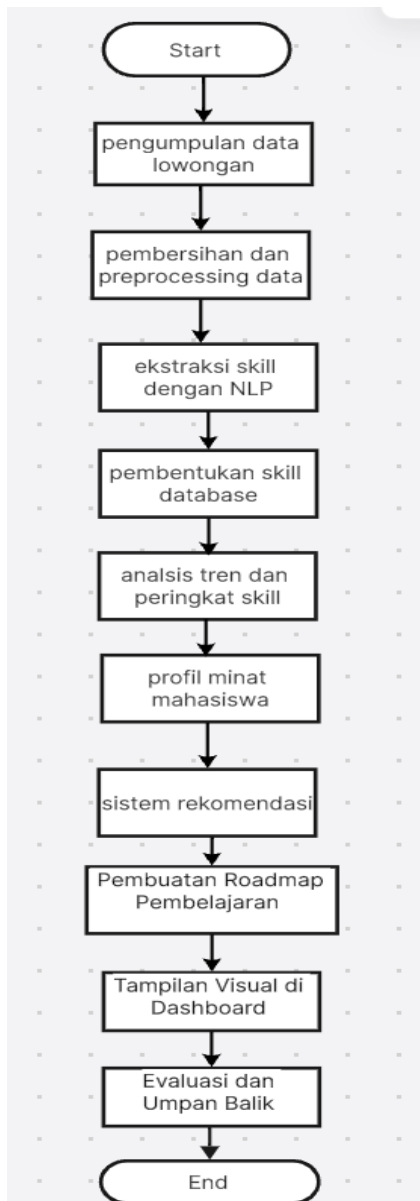 Start
pengumpulan data
lowongan
pembersihan dan
preprocessing data
ekstraksi skill
dengan NLP
pembentukan skill
database
analsis tren dan
peringkat skill
profil minat
mahasiswa
sistem rekomendasi
Pembuatan Roadmap
Pembelajaran
Tampilan Visual di
Dashboard
Evaluasi dan
Umpan Balik
End